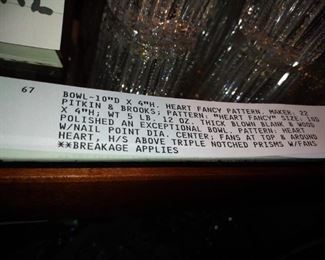 67
BOWL-10"D X 4"H, HEART FANCY PATTERN. MAKER, 22
PITKIN & BROOKS; PATTERN: "HEART FANCY" SIZE: 10D
X 4"H; WT 5 LB, 12 OZ. THICK BLOWN BLANK & WOOD
POLISHED AN EXCEPTIONAL BOWL. PATTERN: HEART
W/NAIL POINT DIA. CENTER; FANS AT TOP & AROUND
HEART, H/S ABOVE TRIPLE NOTCHED PRISMS W/FANS
**BREAKAGE APPLIES